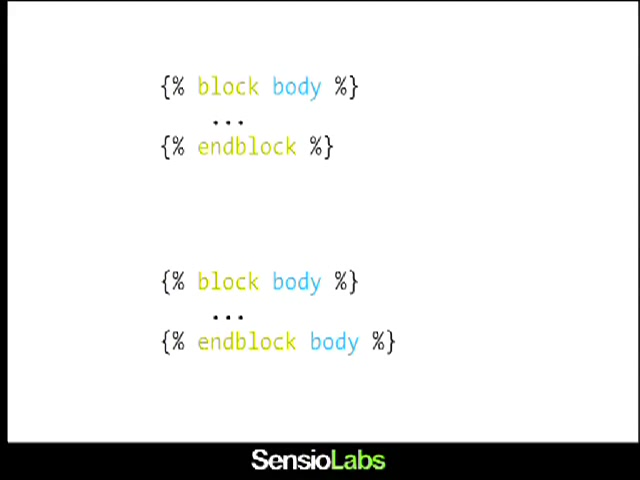 {% block body %}
...
{% endblock %}
{% block body %}
...
{% endblock body %}
SensioLabs